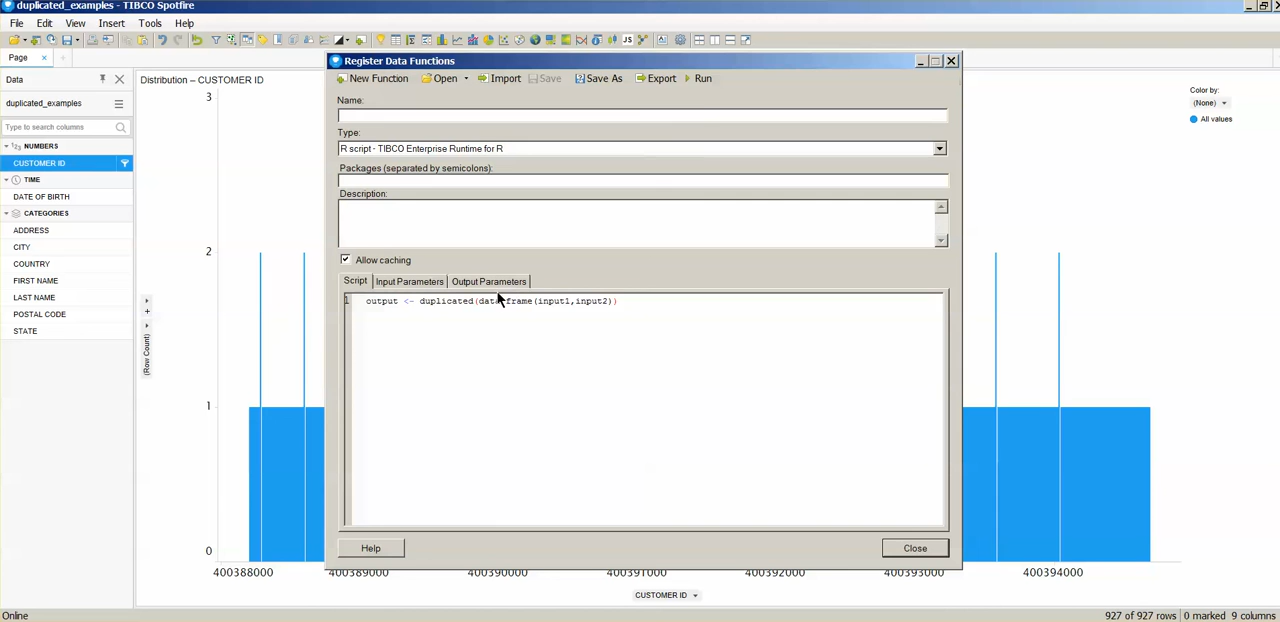 duplicated_examples - TIBCO Spotfire
File Edit View Insert Tools Help
Page
Data
duplicated_examples
Type to search columns
NUMBERS
CUSTOMER ID
TIME
DATE OF BIRTH
CATEGORIES
ADDRESS
CITY
COUNTRY
FIRST NAME
LAST NAME
POSTAL CODE
STATE
Distribution – CUSTOMER ID
3
2
1
0
(Row Count)
400388000 400389000 400390000 400391000 400392000 400393000 400394000
CUSTOMER ID
Color by:
(None)
All values
Register Data Functions
New Function Open Import Save Save As Export Run
Name:
Type:
R script - TIBCO Enterprise Runtime for R
Packages (separated by semicolons):
Description:
Allow caching
Script Input Parameters Output Parameters
1 output <- duplicated(data.frame(input1,input2))
Help Close
Online 927 of 927 rows 0 marked 9 columns